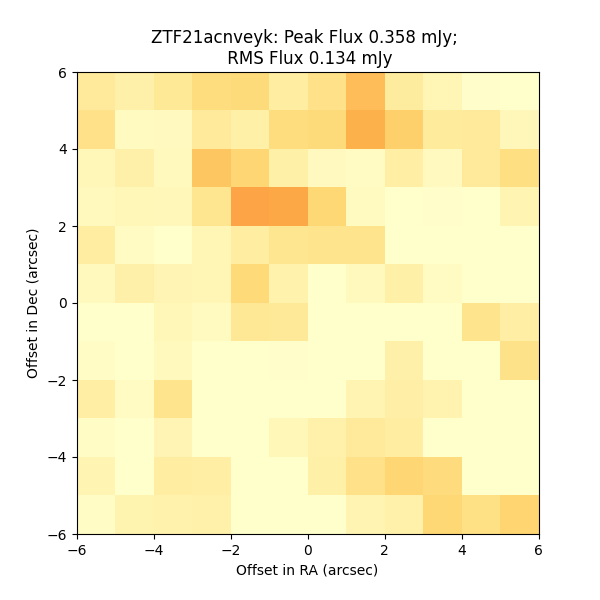 ZTF21acnveyk: Peak Flux 0.358 mJy;
RMS Flux 0.134 mJy
6
4
2
0
−2
−4
−6
Offset in Dec (arcsec)
−6 −4 −2 0 2 4 6
Offset in RA (arcsec)